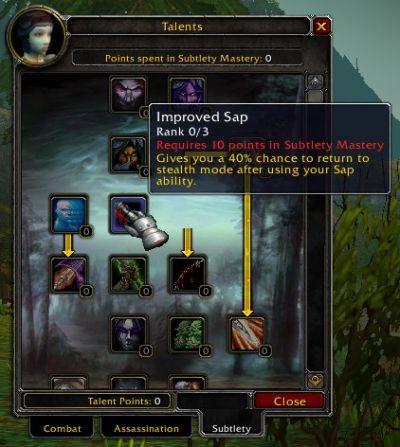 Talents
Points spent in Subtlety Mastery: 0
Improved Sap
Rank 0/3
Requires 10 points in Subtlety Mastery
Gives you a 40% chance to return to
stealth mode after using your Sap
ability.
0
0
0
0
0
0
0
0
Talent Points: 0
Close
Combat
Assassination
Subtlety